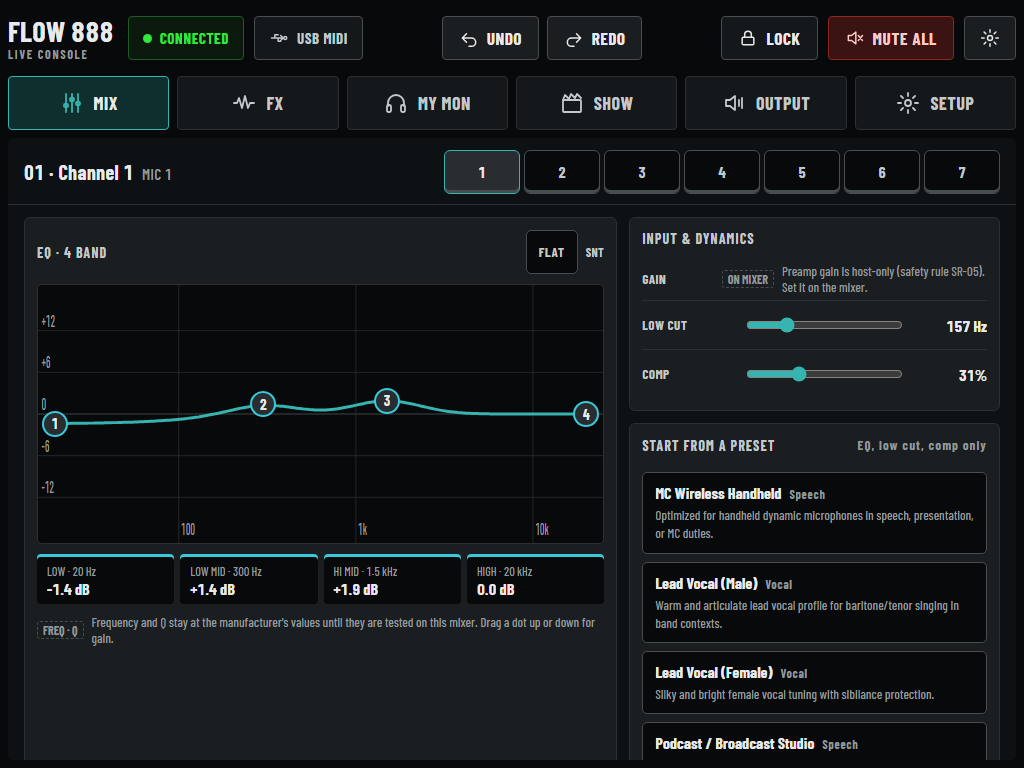 FLOW 888
LIVE CONSOLE
CONNECTED
USB MIDI
UNDO
REDO
LOCK
MUTE ALL
MIX
FX
MY MON
SHOW
OUTPUT
SETUP
01 · Channel 1 MIC 1
1
2
3
4
5
6
7
EQ · 4 BAND
FLAT
SNT
+12
+6
0
-6
-12
1
2
3
4
100
1k
10k
LOW · 20 Hz
-1.4 dB
LOW MID · 300 Hz
+1.4 dB
HI MID · 1.5 kHz
+1.9 dB
HIGH · 20 kHz
0.0 dB
FREQ · Q
Frequency and Q stay at the manufacturer's values until they are tested on this mixer. Drag a dot up or down for
gain.
INPUT & DYNAMICS
GAIN
ON MIXER
Preamp gain is host-only (safety rule SR-05).
Set it on the mixer.
LOW CUT
157 Hz
COMP
31%
START FROM A PRESET
EQ, low cut, comp only
MC Wireless Handheld Speech
Optimized for handheld dynamic microphones in speech, presentation,
or MC duties.
Lead Vocal (Male) Vocal
Warm and articulate lead vocal profile for baritone/tenor singing in
band contexts.
Lead Vocal (Female) Vocal
Silky and bright female vocal tuning with sibilance protection.
Podcast / Broadcast Studio Speech